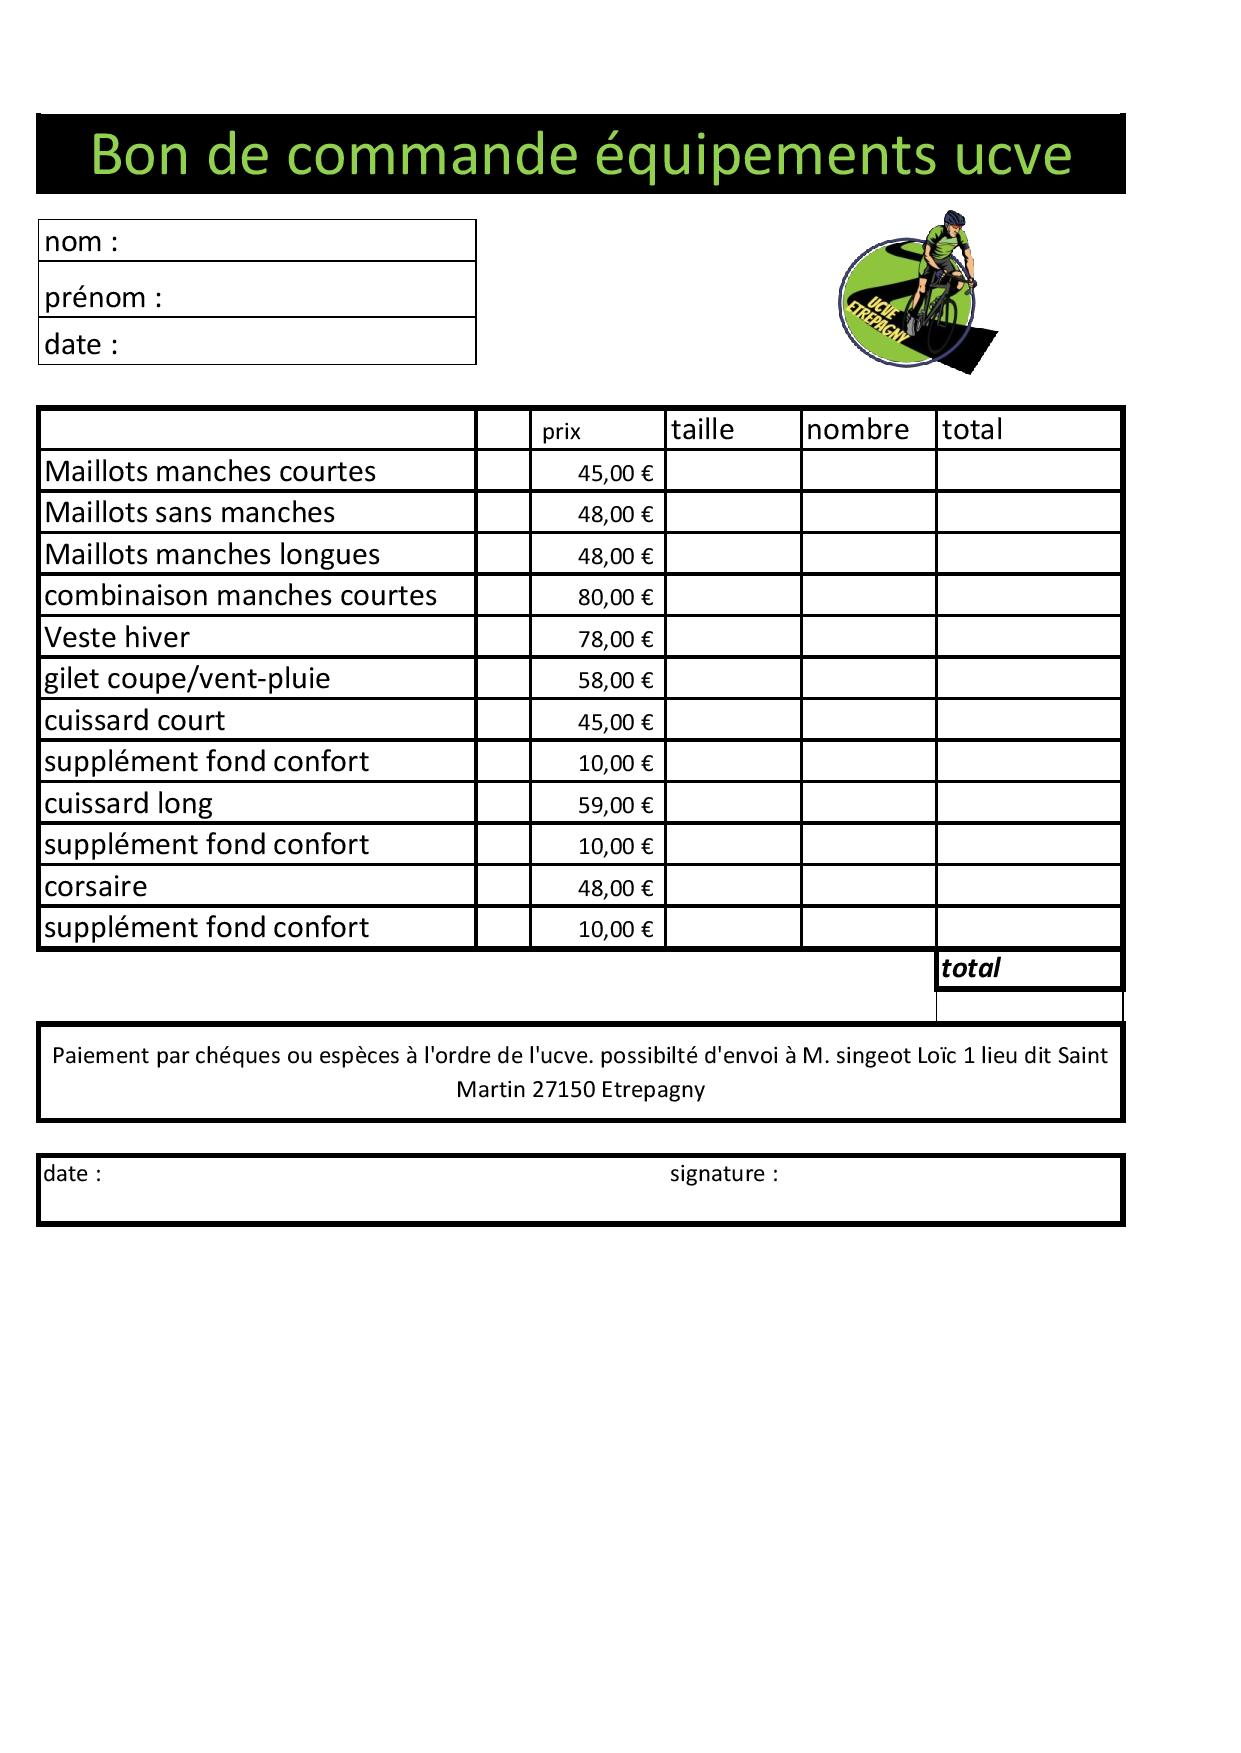 Bon de commande équipements ucve
nom :
prénom :
date :
UCVE
ETREPAGNY
prix taille nombre total
Maillots manches courtes 45,00 €
Maillots sans manches 48,00 €
Maillots manches longues 48,00 €
combinaison manches courtes 80,00 €
Veste hiver 78,00 €
gilet coupe/vent-pluie 58,00 €
cuissard court 45,00 €
supplément fond confort 10,00 €
cuissard long 59,00 €
supplément fond confort 10,00 €
corsaire 48,00 €
supplément fond confort 10,00 €
total
Paiement par chéques ou espèces à l'ordre de l'ucve. possibilté d'envoi à M. singeot Loïc 1 lieu dit Saint
Martin 27150 Etrepagny
date : signature :